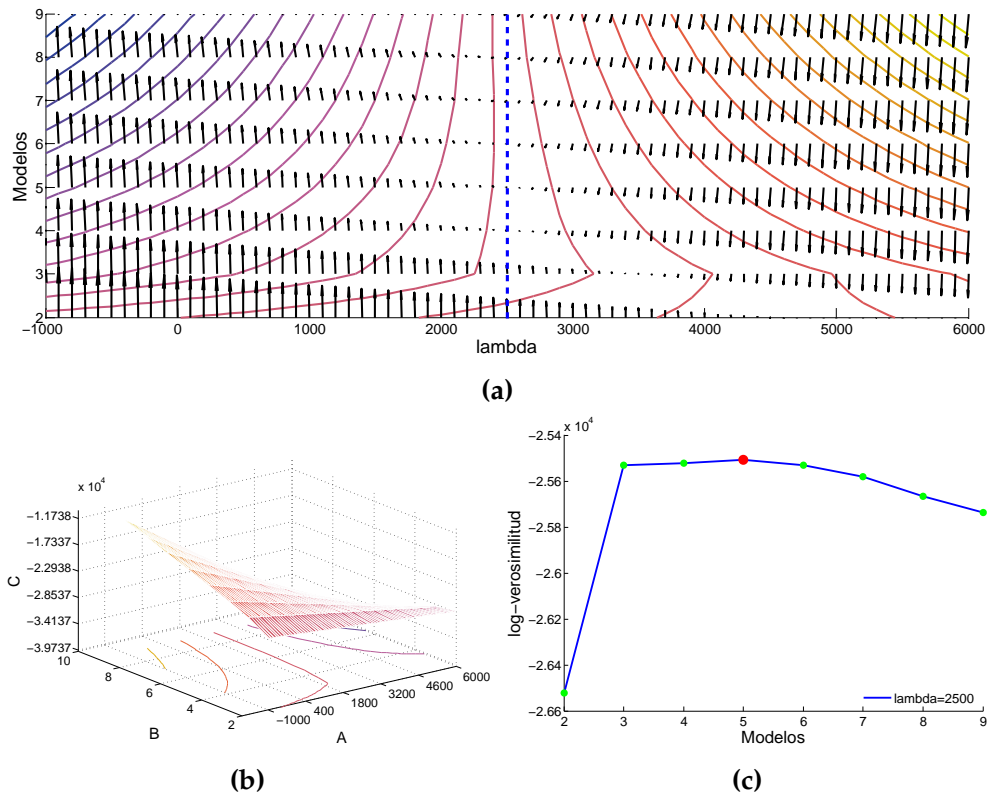 9
8
7
6
5
4
3
2
Modelos
−1000 0 1000 2000 3000 4000 5000 6000
lambda
(a)
x 10^4
−1.1738
−1.7337
−2.2938
−2.8537
−3.4137
−3.9737
C
10
8
6
4
2
B
−1000 400 1800 3200 4600 6000
A
(b)
x 10^4
−2.54
−2.56
−2.58
−2.6
−2.62
−2.64
−2.66
log−verosimilitud
lambda=2500
2 3 4 5 6 7 8 9
Modelos
(c)